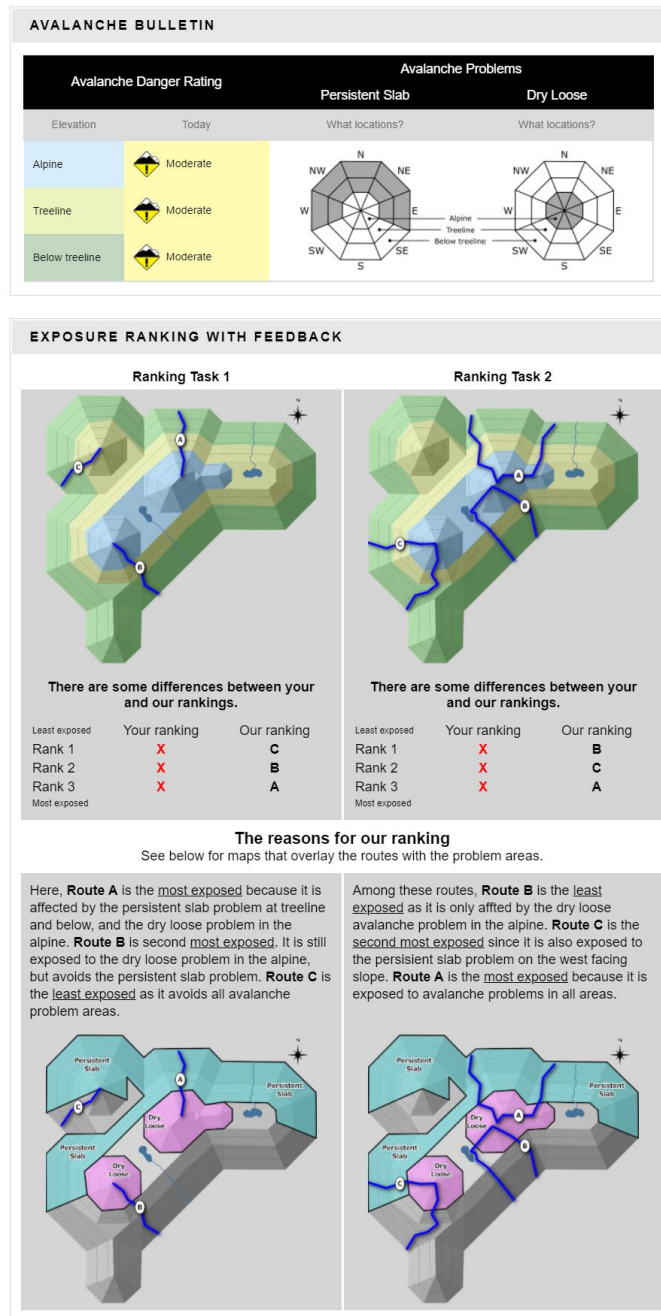 AVALANCHE BULLETIN
Avalanche Danger Rating
Avalanche Problems
Persistent Slab
Dry Loose
Elevation
Today
What locations?
What locations?
Alpine
Moderate
Treeline
Moderate
Below treeline
Moderate
N
NW
NE
W
E
SW
SE
S
Alpine
Treeline
Below treeline
N
NW
NE
W
E
SW
SE
S
EXPOSURE RANKING WITH FEEDBACK
Ranking Task 1
Ranking Task 2
A
C
B
A
B
C
There are some differences between your
and our rankings.
Least exposed Your ranking Our ranking
Rank 1 X C
Rank 2 X B
Rank 3 X A
Most exposed
There are some differences between your
and our rankings.
Least exposed Your ranking Our ranking
Rank 1 X B
Rank 2 X C
Rank 3 X A
Most exposed
The reasons for our ranking
See below for maps that overlay the routes with the problem areas.
Here, Route A is the most exposed because it is
affected by the persistent slab problem at treeline
and below, and the dry loose problem in the
alpine. Route B is second most exposed. It is still
exposed to the dry loose problem in the alpine,
but avoids the persistent slab problem. Route C is
the least exposed as it avoids all avalanche
problem areas.
Among these routes, Route B is the least
exposed as it is only affted by the dry loose
avalanche problem in the alpine. Route C is the
second most exposed since it is also exposed to
the persisient slab problem on the west facing
slope. Route A is the most exposed because it is
exposed to avalanche problems in all areas.
Persistent
Slab
A
Persistent
Slab
C
Dry
Loose
Persistent
Slab
Dry
Loose
B
Persistent
Slab
Persistent
Slab
A
Dry
Loose
B
Persistent
Slab
Dry
Loose
C